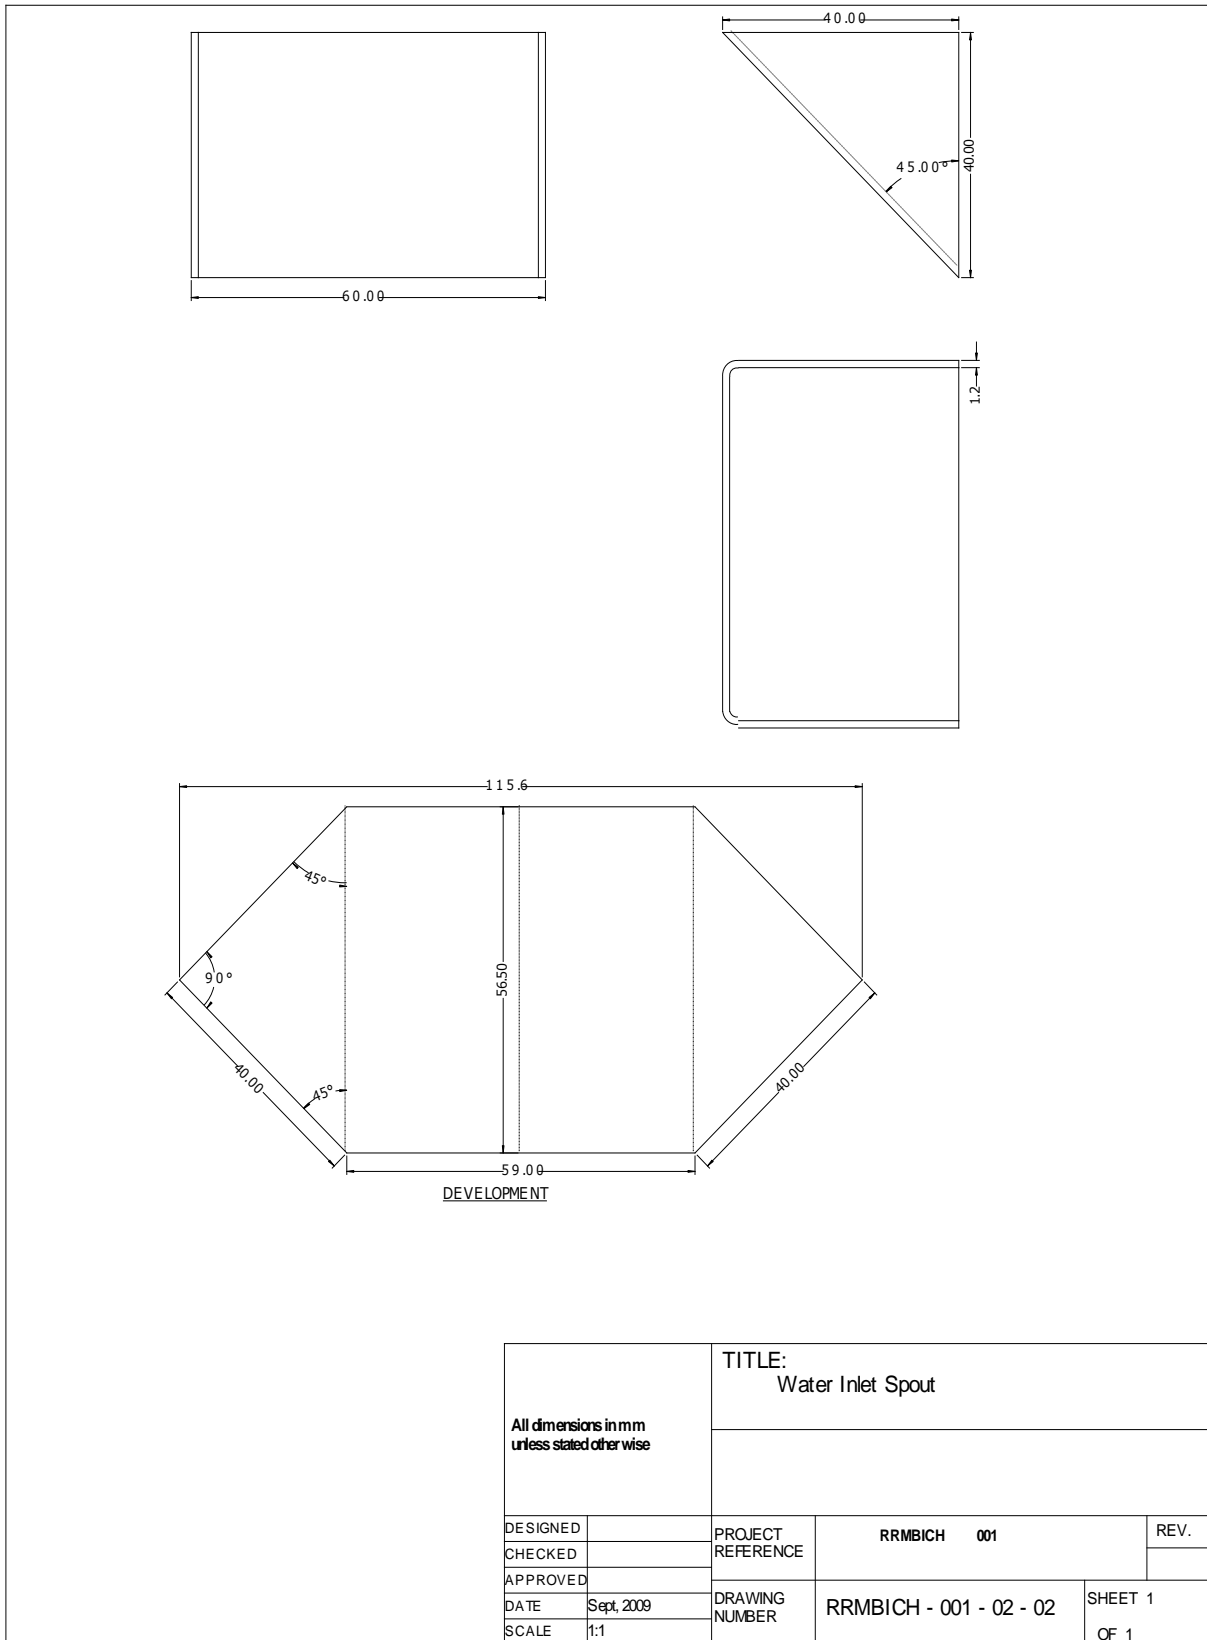 40.00
40.00
45.00°
60.00
1.2
115.6
45°
90°
56.50
45°
40.00
40.00
59.00
DEVELOPMENT
TITLE:
Water Inlet Spout
All dimensions in mm
unless stated other wise
DESIGNED
CHECKED
APPROVED
DATE Sept, 2009
SCALE 1:1
PROJECT
REFERENCE
RRMBICH 001
REV.
DRAWING
NUMBER
RRMBICH - 001 - 02 - 02
SHEET 1
OF 1